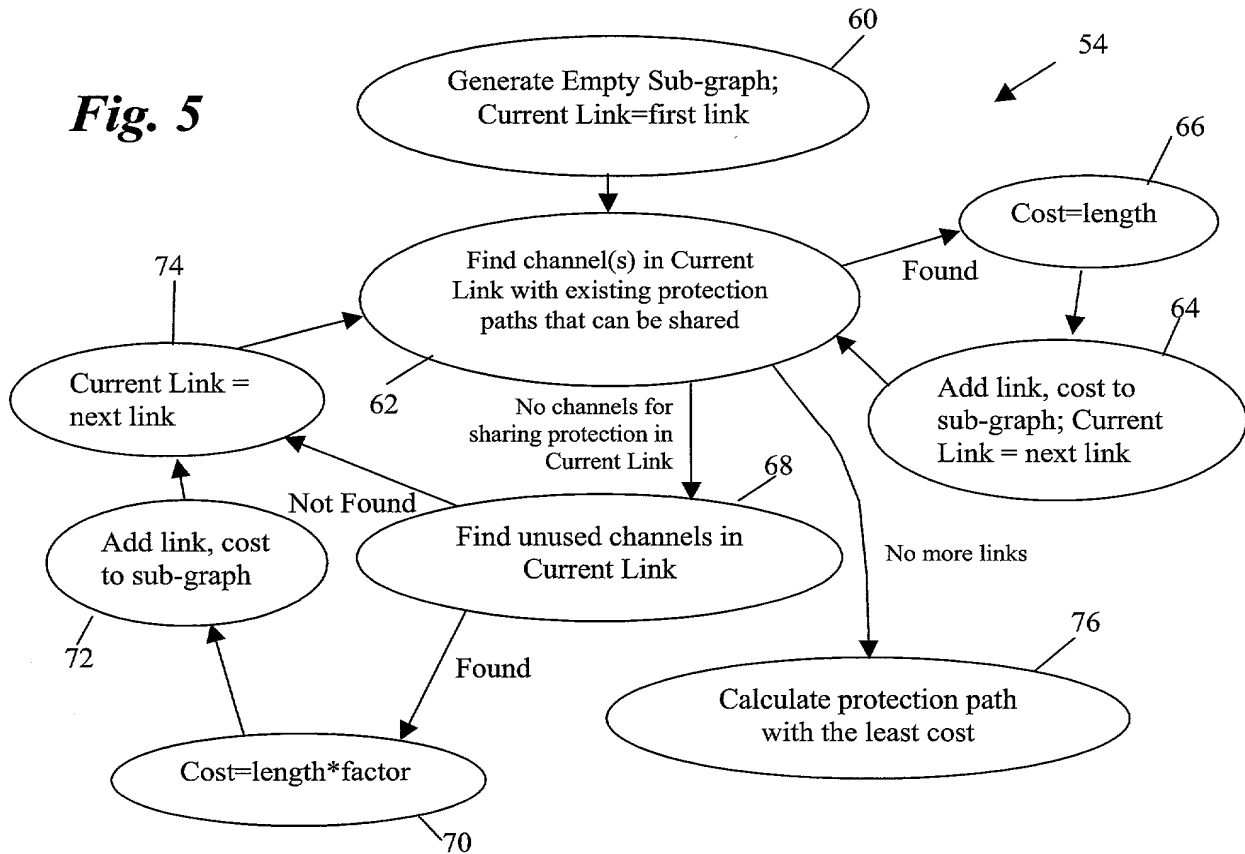 Fig. 5
60
54
Generate Empty Sub-graph;
Current Link=first link
66
Cost=length
Find channel(s) in Current
Link with existing protection
paths that can be shared
Found
74
64
Current Link =
next link
62
Add link, cost to
sub-graph; Current
Link = next link
No channels for
sharing protection in
Current Link
68
Not Found
Add link, cost
to sub-graph
Find unused channels in
Current Link
No more links
72
76
Found
Calculate protection path
with the least cost
Cost=length*factor
70